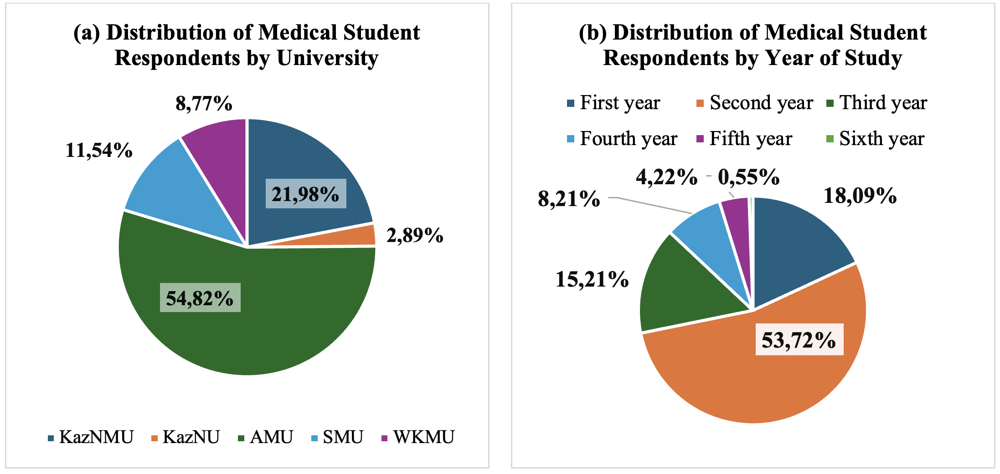 (a) Distribution of Medical Student
Respondents by University
8,77%
11,54%
21,98%
2,89%
54,82%
KazNMU KazNU AMU SMU WKMU
(b) Distribution of Medical Student
Respondents by Year of Study
First year Second year Third year
Fourth year Fifth year Sixth year
4,22% 0,55%
8,21% 18,09%
15,21%
53,72%